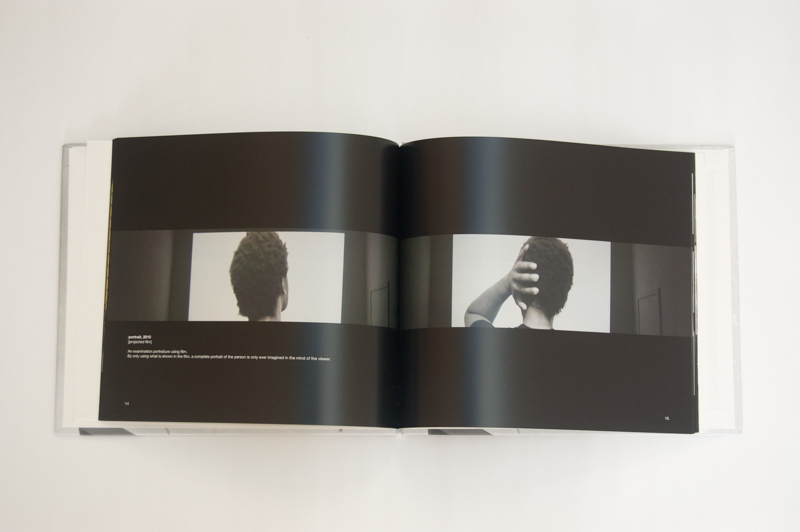 portrait, 2010
[projected film]
An examination portraiture using film.
By only using what is shown in the film, a complete portrait of the person is only ever imagined in the mind of the viewer.
14
15